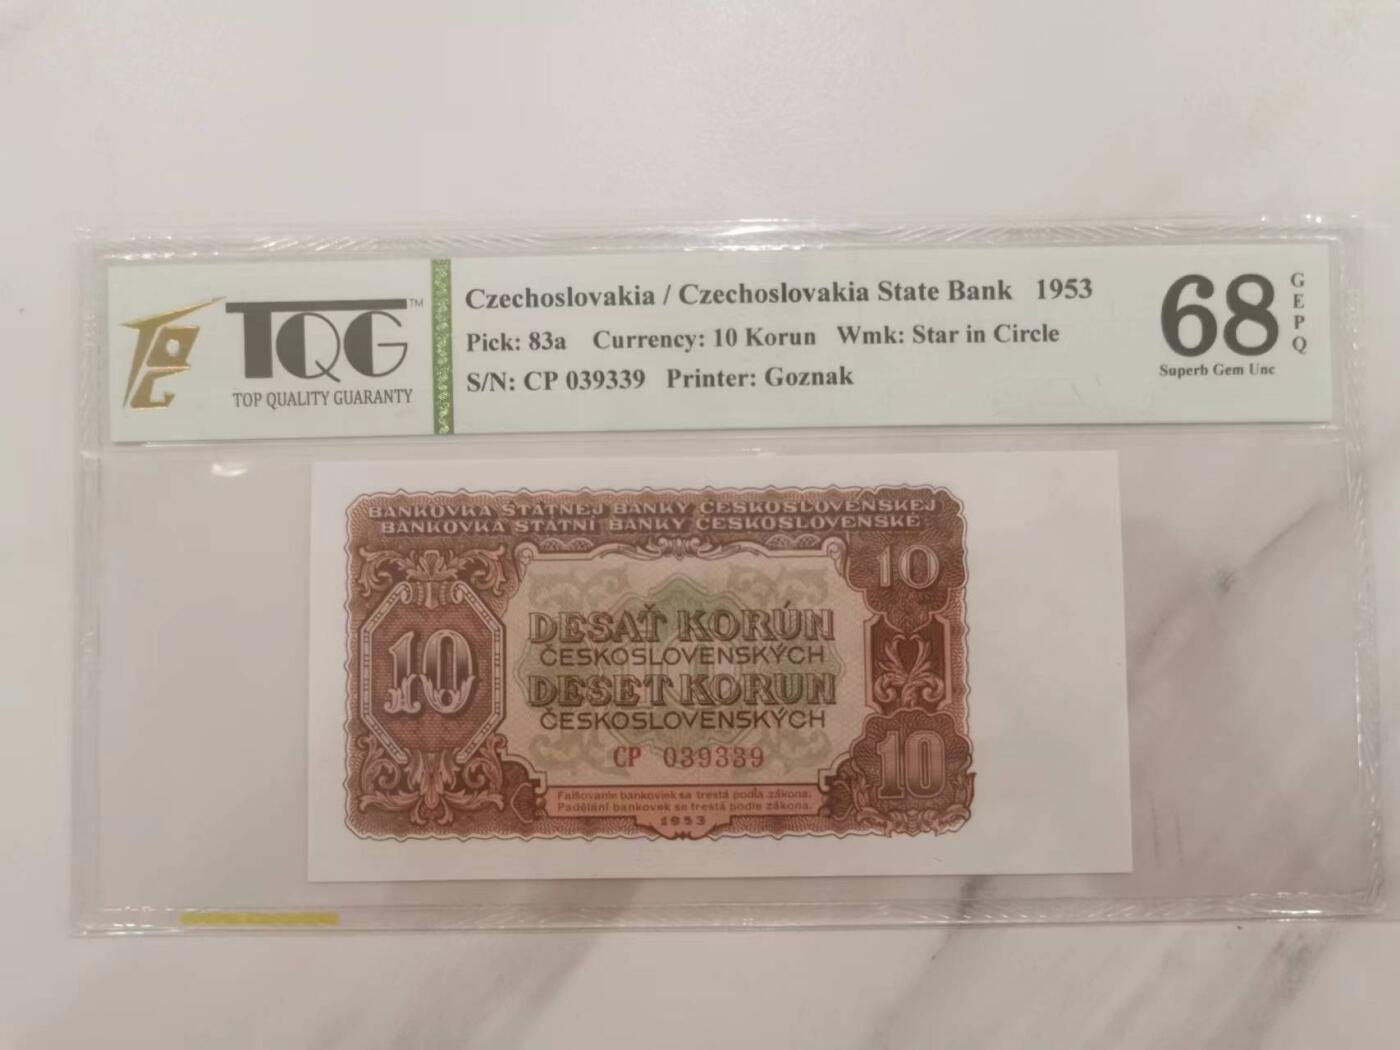 TQG™
TOP QUALITY GUARANTY
Czechoslovakia / Czechoslovakia State Bank 1953
Pick: 83a Currency: 10 Korun Wmk: Star in Circle
S/N: CP 039339 Printer: Goznak
68
GEPQ
Superb Gem Unc
BANKOVKA ŠTÁTNEJ BANKY ČESKOSLOVENSKEJ
BANKOVKA STÁTNÍ BANKY ČESKOSLOVENSKÉ
10
10
DESAŤ KORÚN
ČESKOSLOVENSKÝCH
DESET KORUN
ČESKOSLOVENSKÝCH
10
CP 039339
Falšovanie bankoviek sa trestá podľa zákona.
Padělání bankovek se trestá podle zákona.
1953